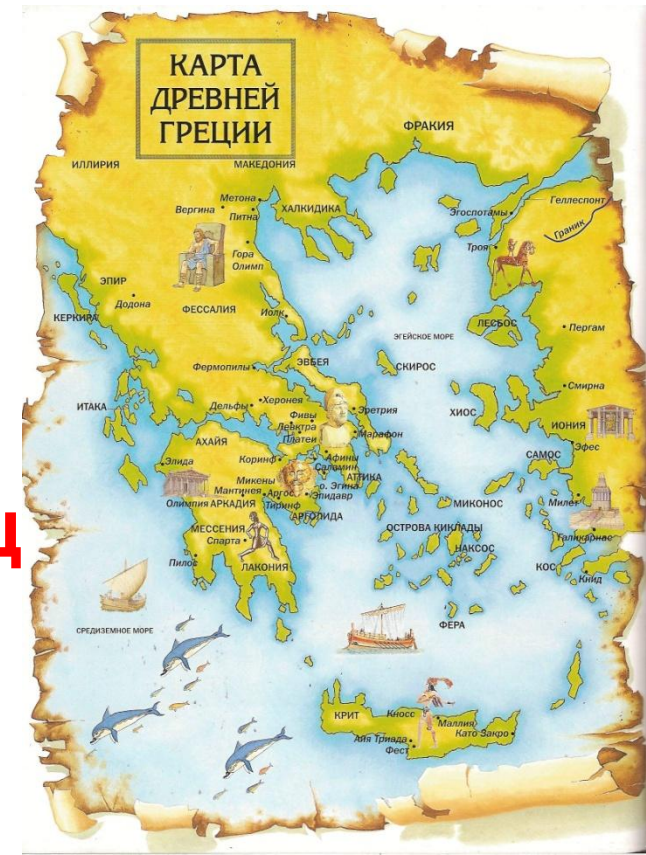 КАРТА
ДРЕВНЕЙ
ГРЕЦИИ
ФРАКИЯ
ИЛЛИРИЯ
МАКЕДОНИЯ
Метона
Вергина
Питна
ХАЛКИДИКА
Эгоспотамы
Геллеспонт
Граник
Троя
Гора
Олимп
ЭПИР
Додона
ФЕССАЛИЯ
Иолк
КЕРКИРА
ЛЕСБОС
Пергам
ЭГЕЙСКОЕ МОРЕ
Фермопилы
ЭВБЕЯ
СКИРОС
Смирна
ИТАКА
Дельфы
Херонея
Фивы
Левктра
Платеи
Эретрия
Марафон
ХИОС
ИОНИЯ
АХАЙЯ
Элида
Коринф
Афины
Саламин
АТТИКА
САМОС
Эфес
Микены
о. Эгина
Мантинея
Аргос
Эпидавр
Олимпия
АРКАДИЯ
Тиринф
АРГОЛИДА
МИКОНОС
Милет
Ц
МЕССЕНИЯ
Спарта
ОСТРОВА КИКЛАДЫ
Галикарнас
НАКСОС
Пилос
ЛАКОНИЯ
КОС
Книд
ФЕРА
СРЕДИЗЕМНОЕ МОРЕ
КРИТ
Кносс
Маллия
Айя Триада
Като Закро
Фест